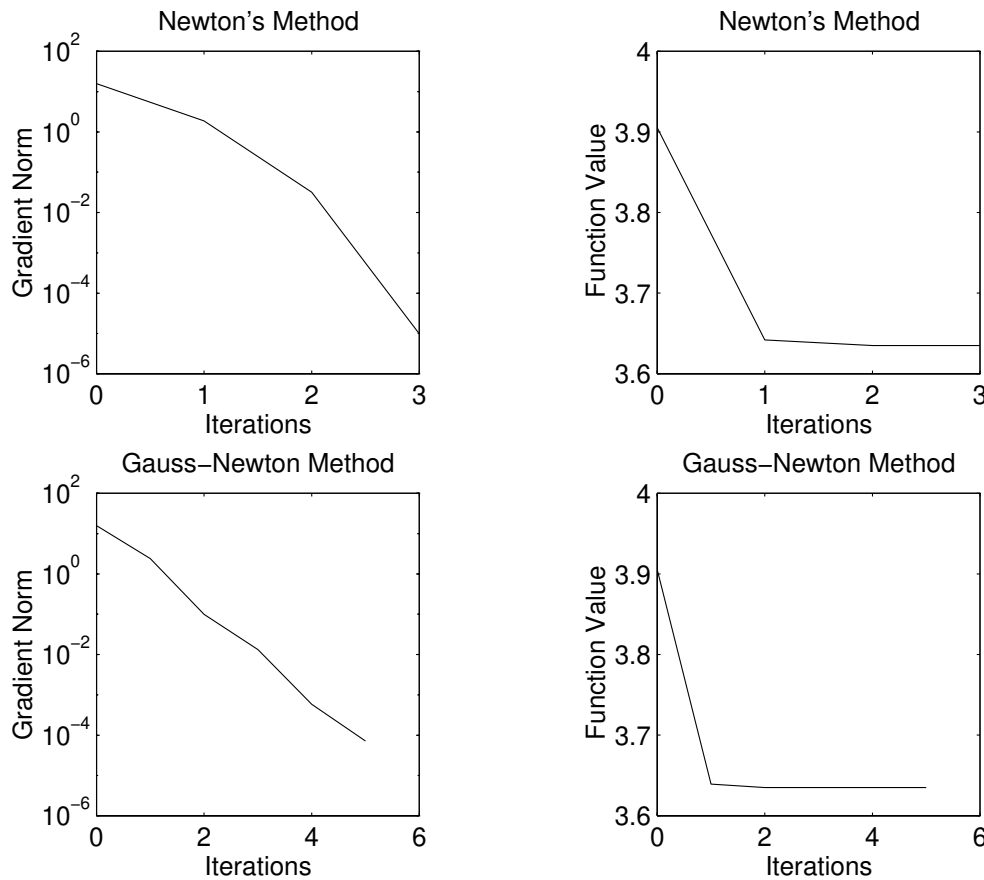 Newton's Method
Gradient Norm
10^2
10^0
10^−2
10^−4
10^−6
0 1 2 3
Iterations
Newton's Method
Function Value
4
3.9
3.8
3.7
3.6
0 1 2 3
Iterations
Gauss−Newton Method
Gradient Norm
10^2
10^0
10^−2
10^−4
10^−6
0 2 4 6
Iterations
Gauss−Newton Method
Function Value
4
3.9
3.8
3.7
3.6
0 2 4 6
Iterations